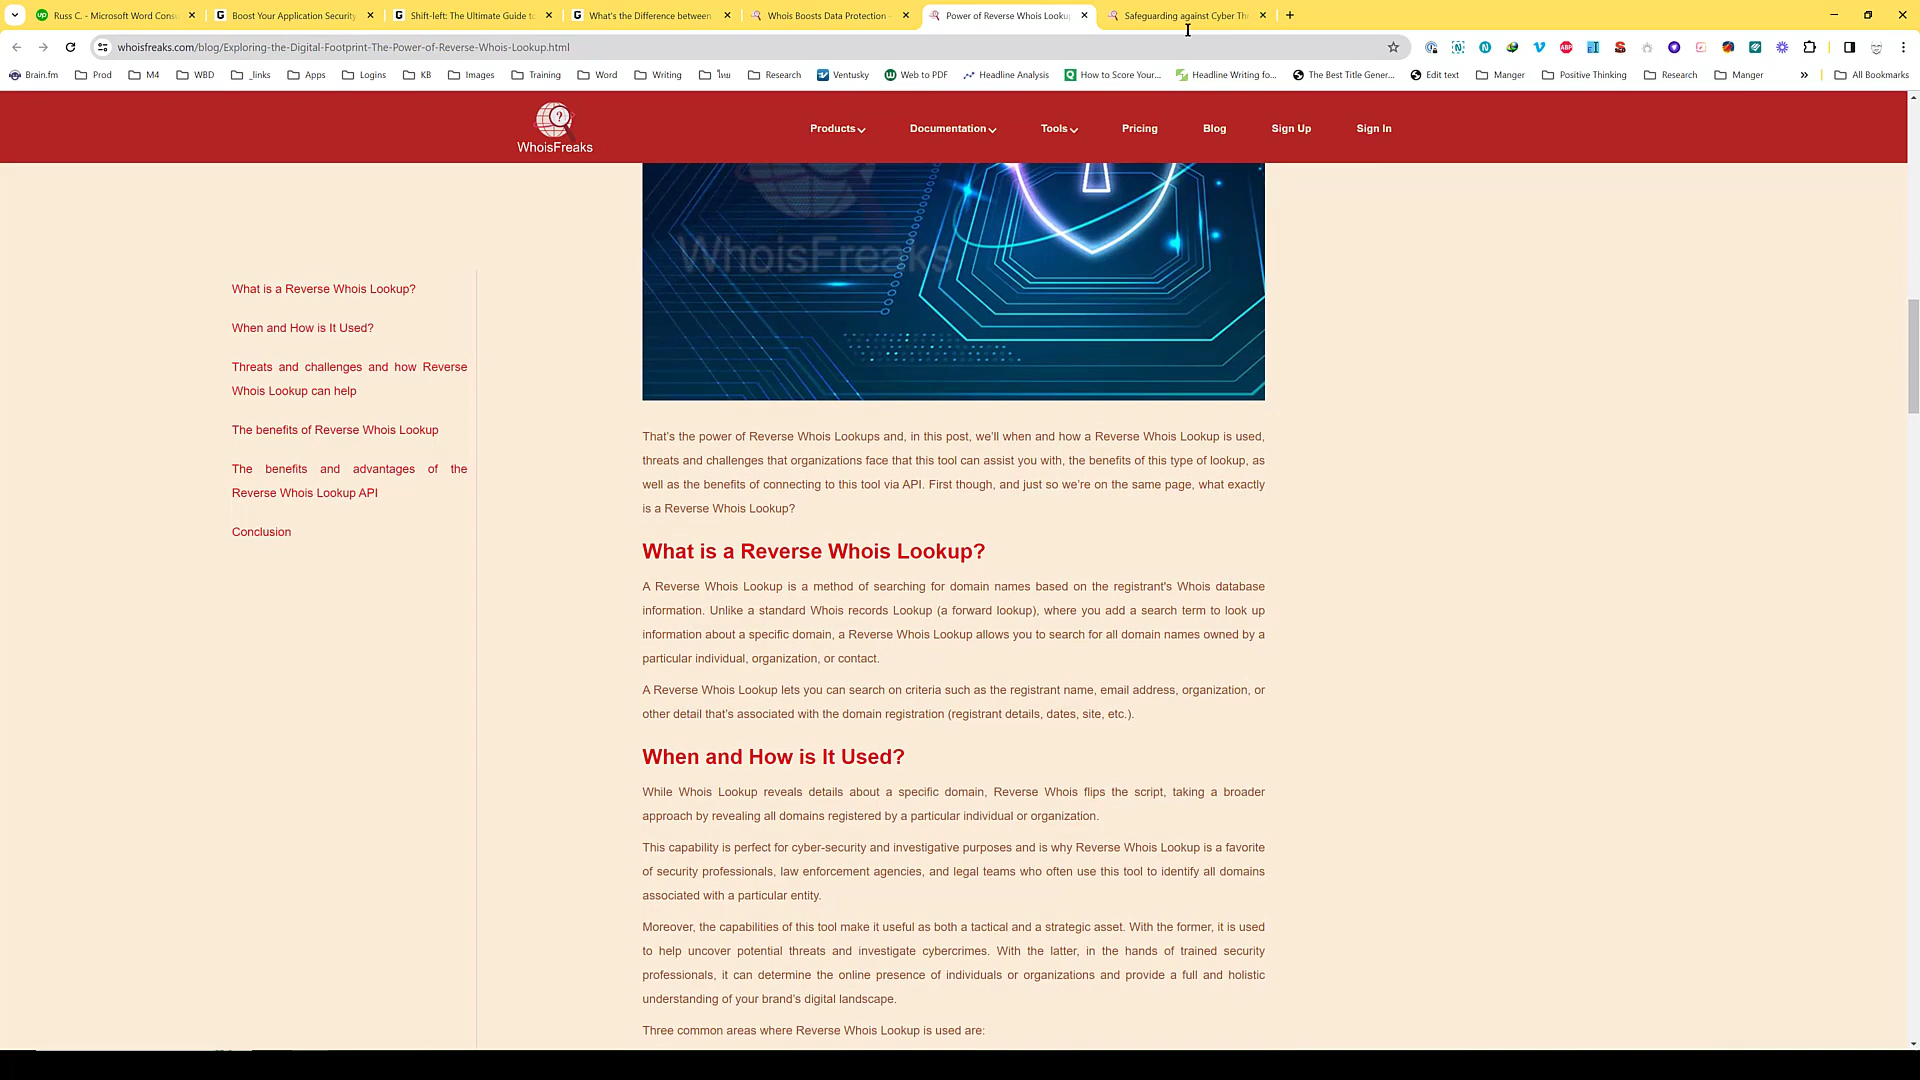 Russ C. - Microsoft Word Cons
Boost Your Application Security
Shift-left: The Ultimate Guide to
What's the Difference between
Whois Boosts Data Protection -
Power of Reverse Whois Looku
Safeguarding against Cyber Th
whoisfreaks.com/blog/Exploring-the-Digital-Footprint-The-Power-of-Reverse-Whois-Lookup.html
Brain.fm
Prod
M4
WBD
_links
Apps
Logins
KB
Images
Training
Word
Writing
ไทย
Research
Ventusky
Web to PDF
Headline Analysis
How to Score Your...
Headline Writing fo...
The Best Title Gener...
Edit text
Manger
Positive Thinking
Research
Manger
All Bookmarks
WhoisFreaks
Products
Documentation
Tools
Pricing
Blog
Sign Up
Sign In
WhoisFreaks
What is a Reverse Whois Lookup?
When and How is It Used?
Threats and challenges and how Reverse
Whois Lookup can help
The benefits of Reverse Whois Lookup
The benefits and advantages of the
Reverse Whois Lookup API
Conclusion
That's the power of Reverse Whois Lookups and, in this post, we'll when and how a Reverse Whois Lookup is used,
threats and challenges that organizations face that this tool can assist you with, the benefits of this type of lookup, as
well as the benefits of connecting to this tool via API. First though, and just so we're on the same page, what exactly
is a Reverse Whois Lookup?
What is a Reverse Whois Lookup?
A Reverse Whois Lookup is a method of searching for domain names based on the registrant's Whois database
information. Unlike a standard Whois records Lookup (a forward lookup), where you add a search term to look up
information about a specific domain, a Reverse Whois Lookup allows you to search for all domain names owned by a
particular individual, organization, or contact.
A Reverse Whois Lookup lets you can search on criteria such as the registrant name, email address, organization, or
other detail that's associated with the domain registration (registrant details, dates, site, etc.).
When and How is It Used?
While Whois Lookup reveals details about a specific domain, Reverse Whois flips the script, taking a broader
approach by revealing all domains registered by a particular individual or organization.
This capability is perfect for cyber-security and investigative purposes and is why Reverse Whois Lookup is a favorite
of security professionals, law enforcement agencies, and legal teams who often use this tool to identify all domains
associated with a particular entity.
Moreover, the capabilities of this tool make it useful as both a tactical and a strategic asset. With the former, it is used
to help uncover potential threats and investigate cybercrimes. With the latter, in the hands of trained security
professionals, it can determine the online presence of individuals or organizations and provide a full and holistic
understanding of your brand's digital landscape.
Three common areas where Reverse Whois Lookup is used are: